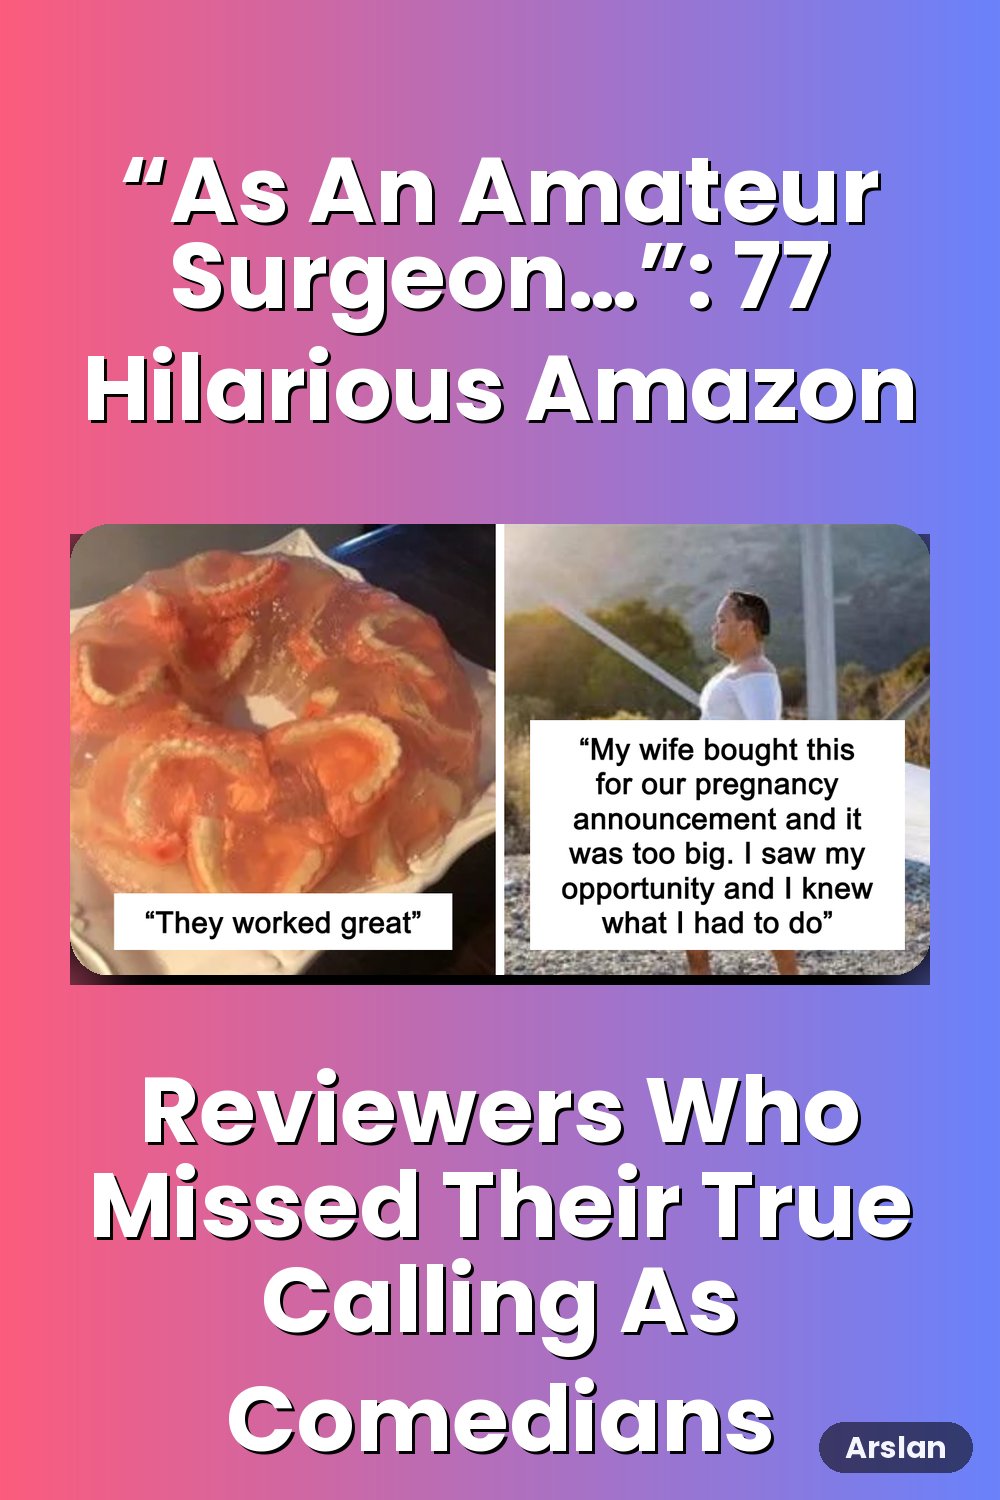 “As An Amateur
Surgeon…”: 77
Hilarious Amazon
“They worked great”
“My wife bought this
for our pregnancy
announcement and it
was too big. I saw my
opportunity and I knew
what I had to do”
Reviewers Who
Missed Their True
Calling As
Comedians
Arslan